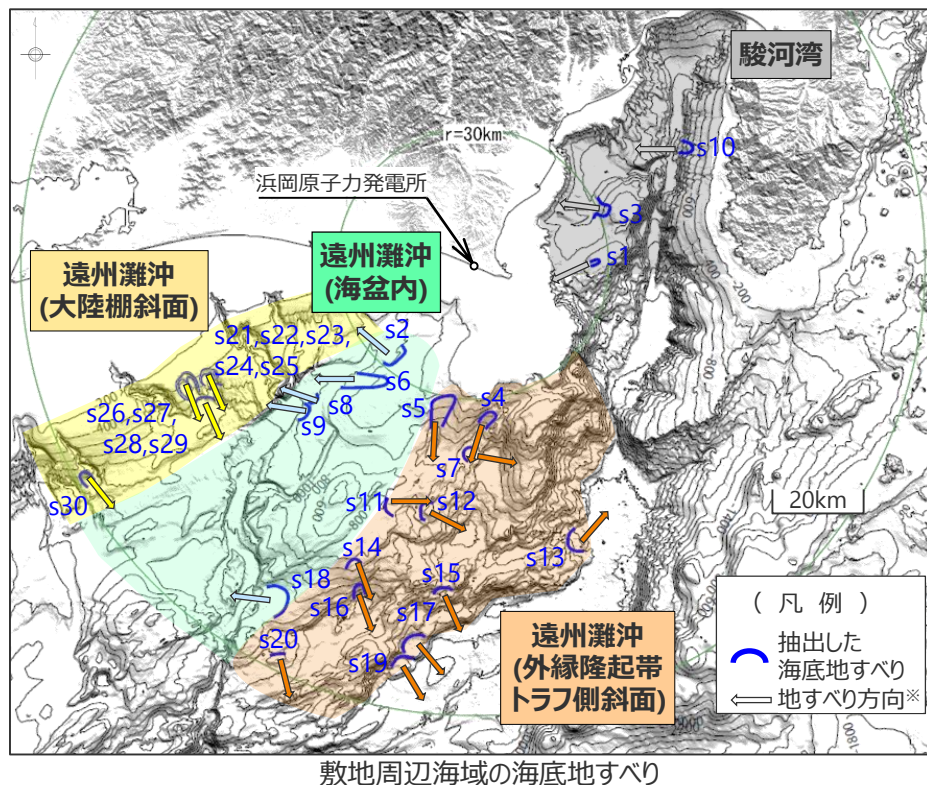 駿河湾
r=30km
s10
浜岡原子力発電所
s3
s1
遠州灘沖
(大陸棚斜面)
遠州灘沖
(海盆内)
s21,s22,s23,
s24,s25
s2
s6
s8
s9
s26,s27,
s28,s29
s5
s4
s7
s30
s11
s12
s13
20km
s14
s15
s18
s16
s17
s20
s19
遠州灘沖
(外縁隆起帯
トラフ側斜面)
(凡例)
抽出した
海底地すべり
地すべり方向※
敷地周辺海域の海底地すべり